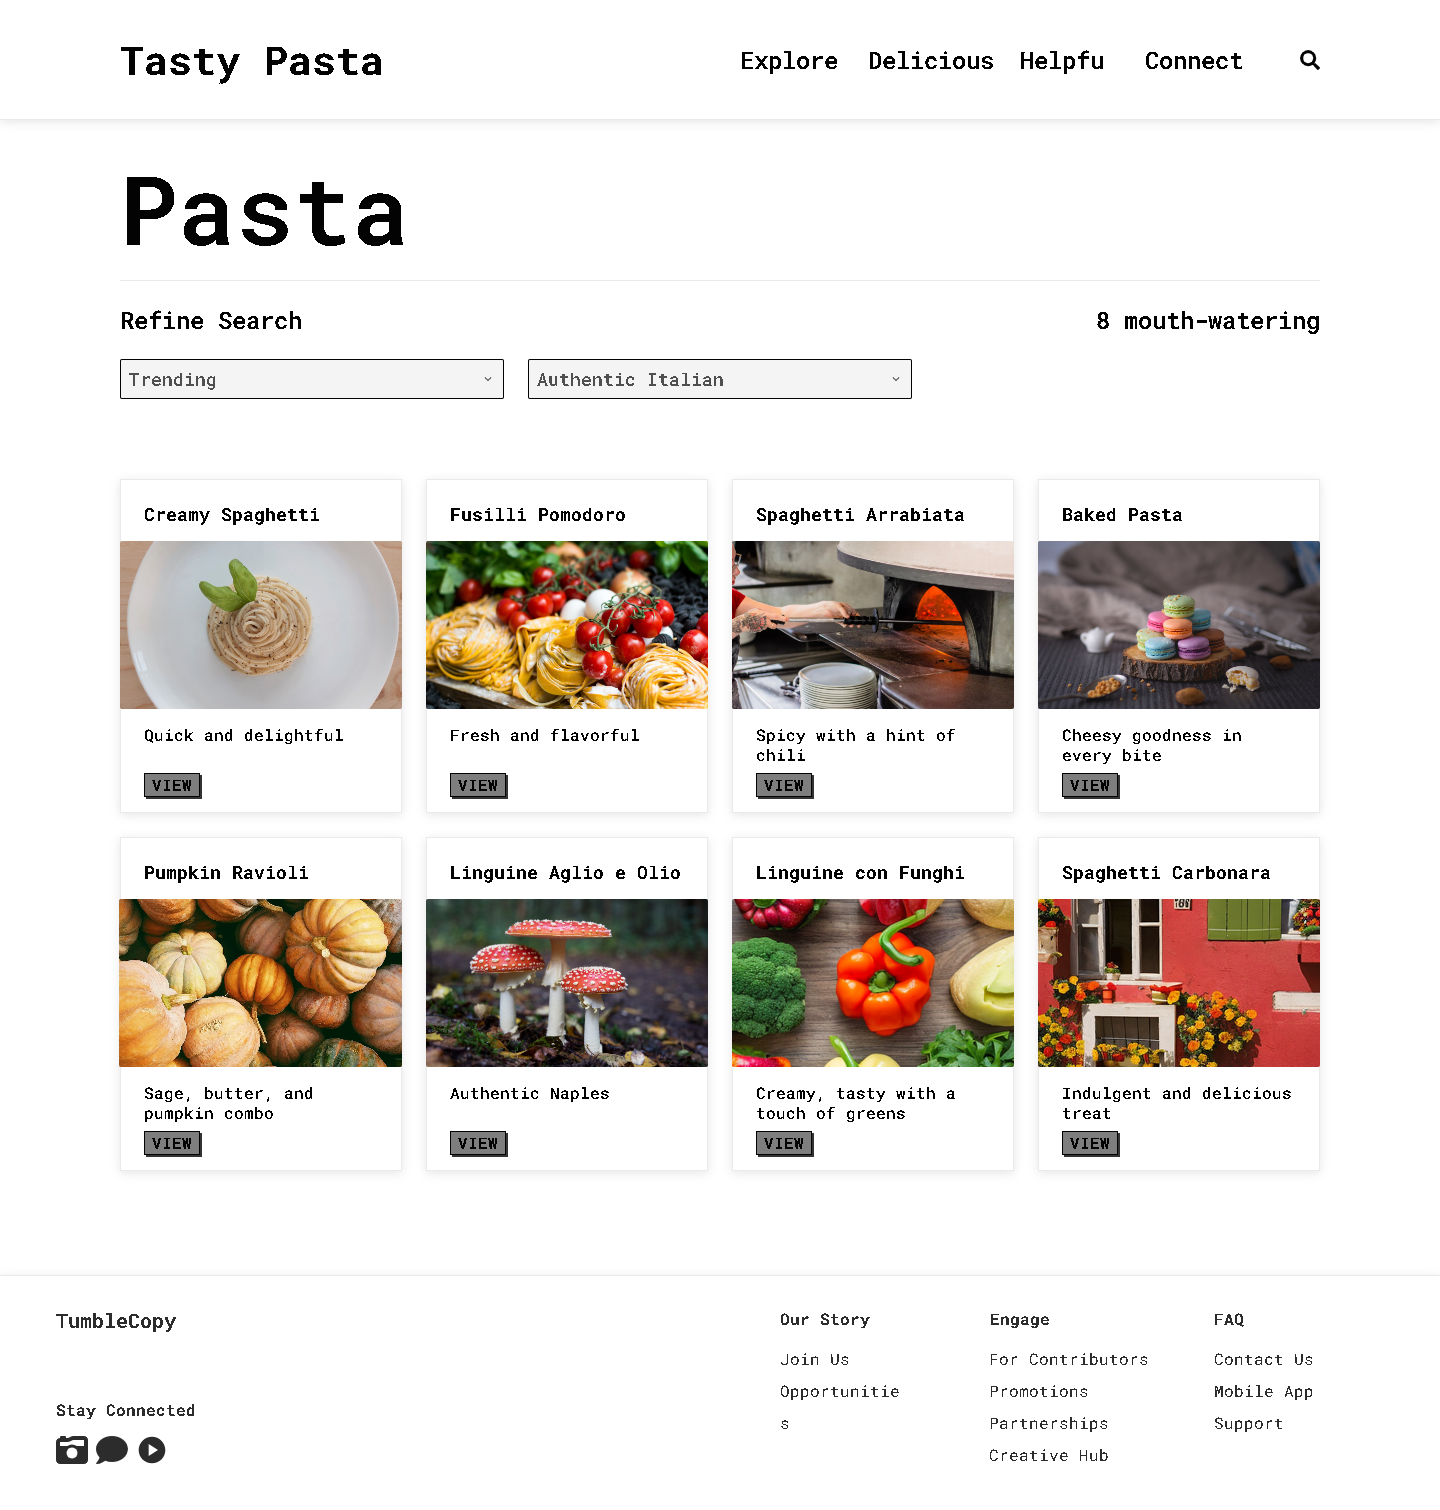 Tasty Pasta
Explore Delicious Helpfu Connect
Pasta
Refine Search
8 mouth-watering
Trending
Authentic Italian
Creamy Spaghetti
Quick and delightful
VIEW
Fusilli Pomodoro
Fresh and flavorful
VIEW
Spaghetti Arrabiata
Spicy with a hint of
chili
VIEW
Baked Pasta
Cheesy goodness in
every bite
VIEW
Pumpkin Ravioli
Sage, butter, and
pumpkin combo
VIEW
Linguine Aglio e Olio
Authentic Naples
VIEW
Linguine con Funghi
Creamy, tasty with a
touch of greens
VIEW
Spaghetti Carbonara
Indulgent and delicious
treat
VIEW
TumbleCopy
Stay Connected
Our Story
Join Us
Opportunitie
s
Engage
For Contributors
Promotions
Partnerships
Creative Hub
FAQ
Contact Us
Mobile App
Support